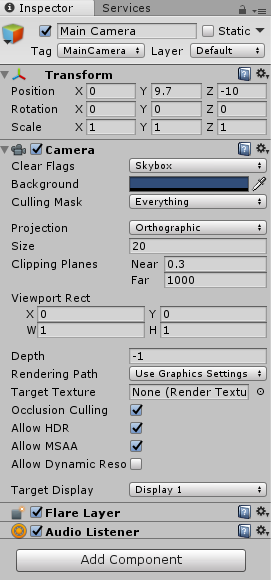 Inspector Services
Main Camera Static
Tag MainCamera Layer Default
Transform
Position X 0 Y 9.7 Z -10
Rotation X 0 Y 0 Z 0
Scale X 1 Y 1 Z 1
Camera
Clear Flags Skybox
Background
Culling Mask Everything
Projection Orthographic
Size 20
Clipping Planes Near 0.3
Far 1000
Viewport Rect
X 0 Y 0
W 1 H 1
Depth -1
Rendering Path Use Graphics Settings
Target Texture None (Render Textu
Occlusion Culling
Allow HDR
Allow MSAA
Allow Dynamic Reso
Target Display Display 1
Flare Layer
Audio Listener
Add Component